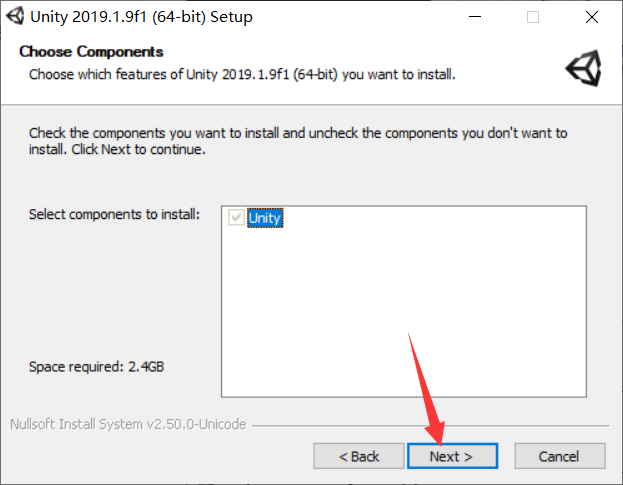 Unity 2019.1.9f1 (64-bit) Setup
Choose Components
Choose which features of Unity 2019.1.9f1 (64-bit) you want to install.
Check the components you want to install and uncheck the components you don't want to
install. Click Next to continue.
Select components to install:
Unity
Space required: 2.4GB
Nullsoft Install System v2.50.0-Unicode
< Back
Next >
Cancel